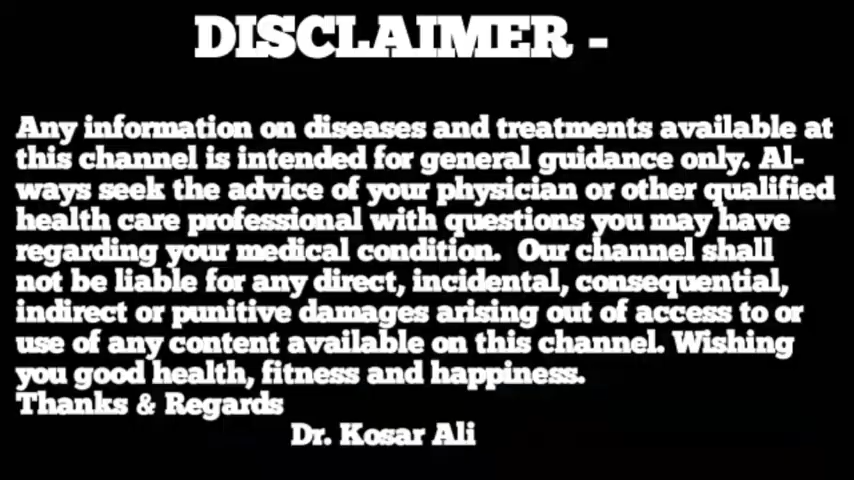 DISCLAIMER -
Any information on diseases and treatments available at
this channel is intended for general guidance only. Al-
ways seek the advice of your physician or other qualified
health care professional with questions you may have
regarding your medical condition.  Our channel shall
not be liable for any direct, incidental, consequential,
indirect or punitive damages arising out of access to or
use of any content available on this channel. Wishing
you good health, fitness and happiness.
Thanks & Regards
Dr. Kosar Ali